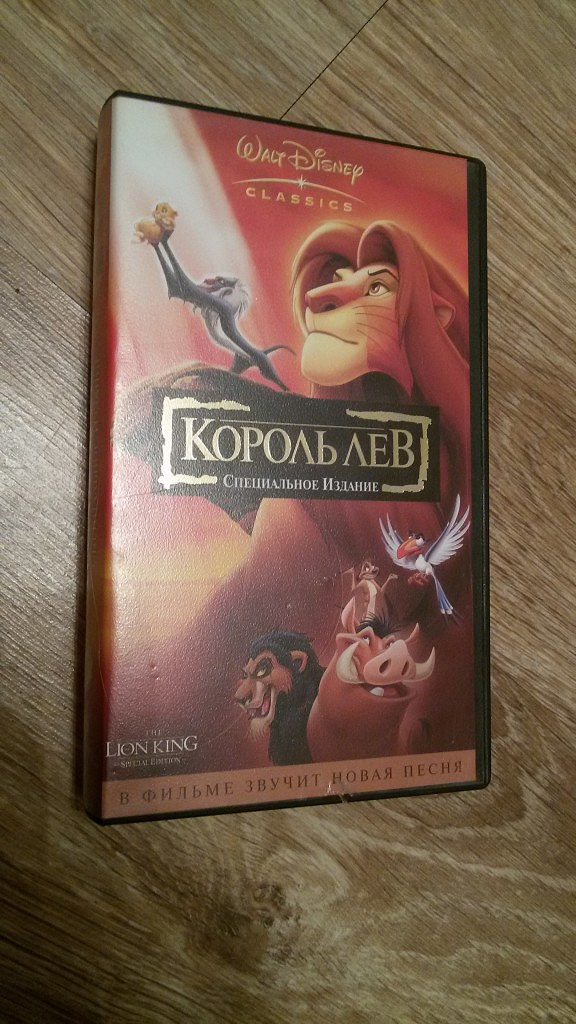 WALT DISNEY
CLASSICS
КОРОЛЬ ЛЕВ
СПЕЦИАЛЬНОЕ ИЗДАНИЕ
THE
LION KING
SPECIAL EDITION
В ФИЛЬМЕ ЗВУЧИТ НОВАЯ ПЕСНЯ